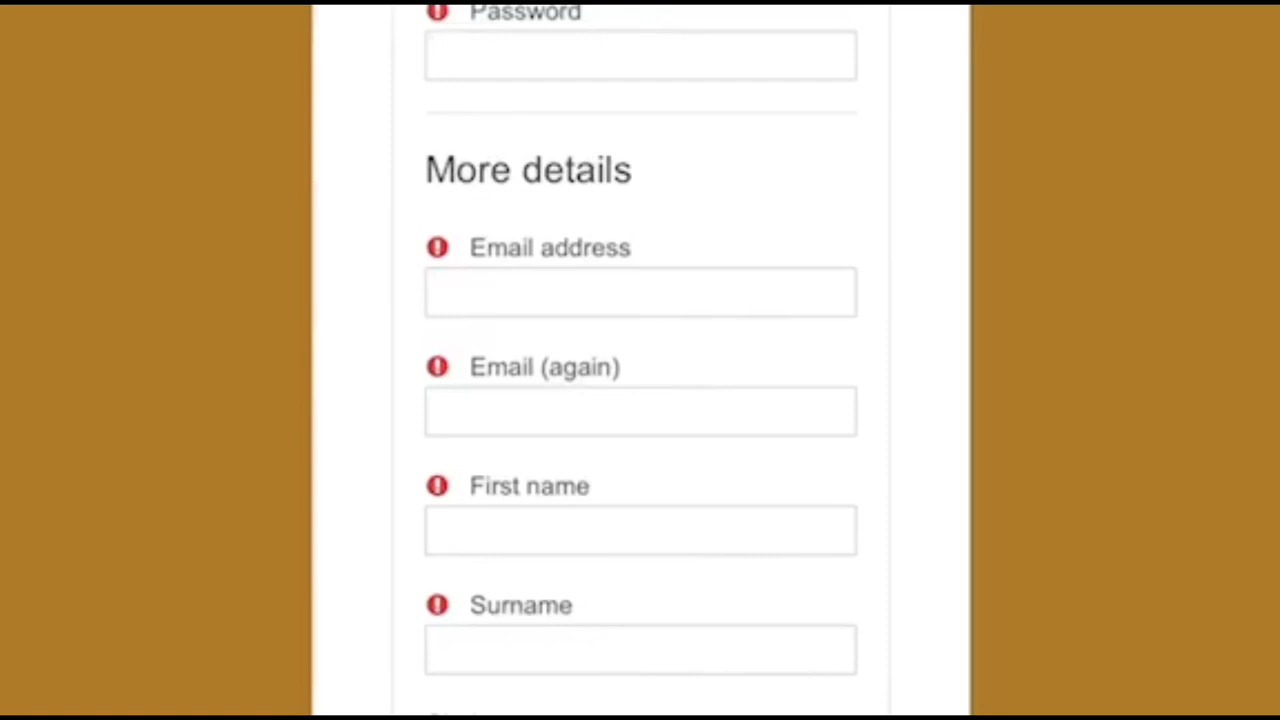 Password
More details
Email address
Email (again)
First name
Surname